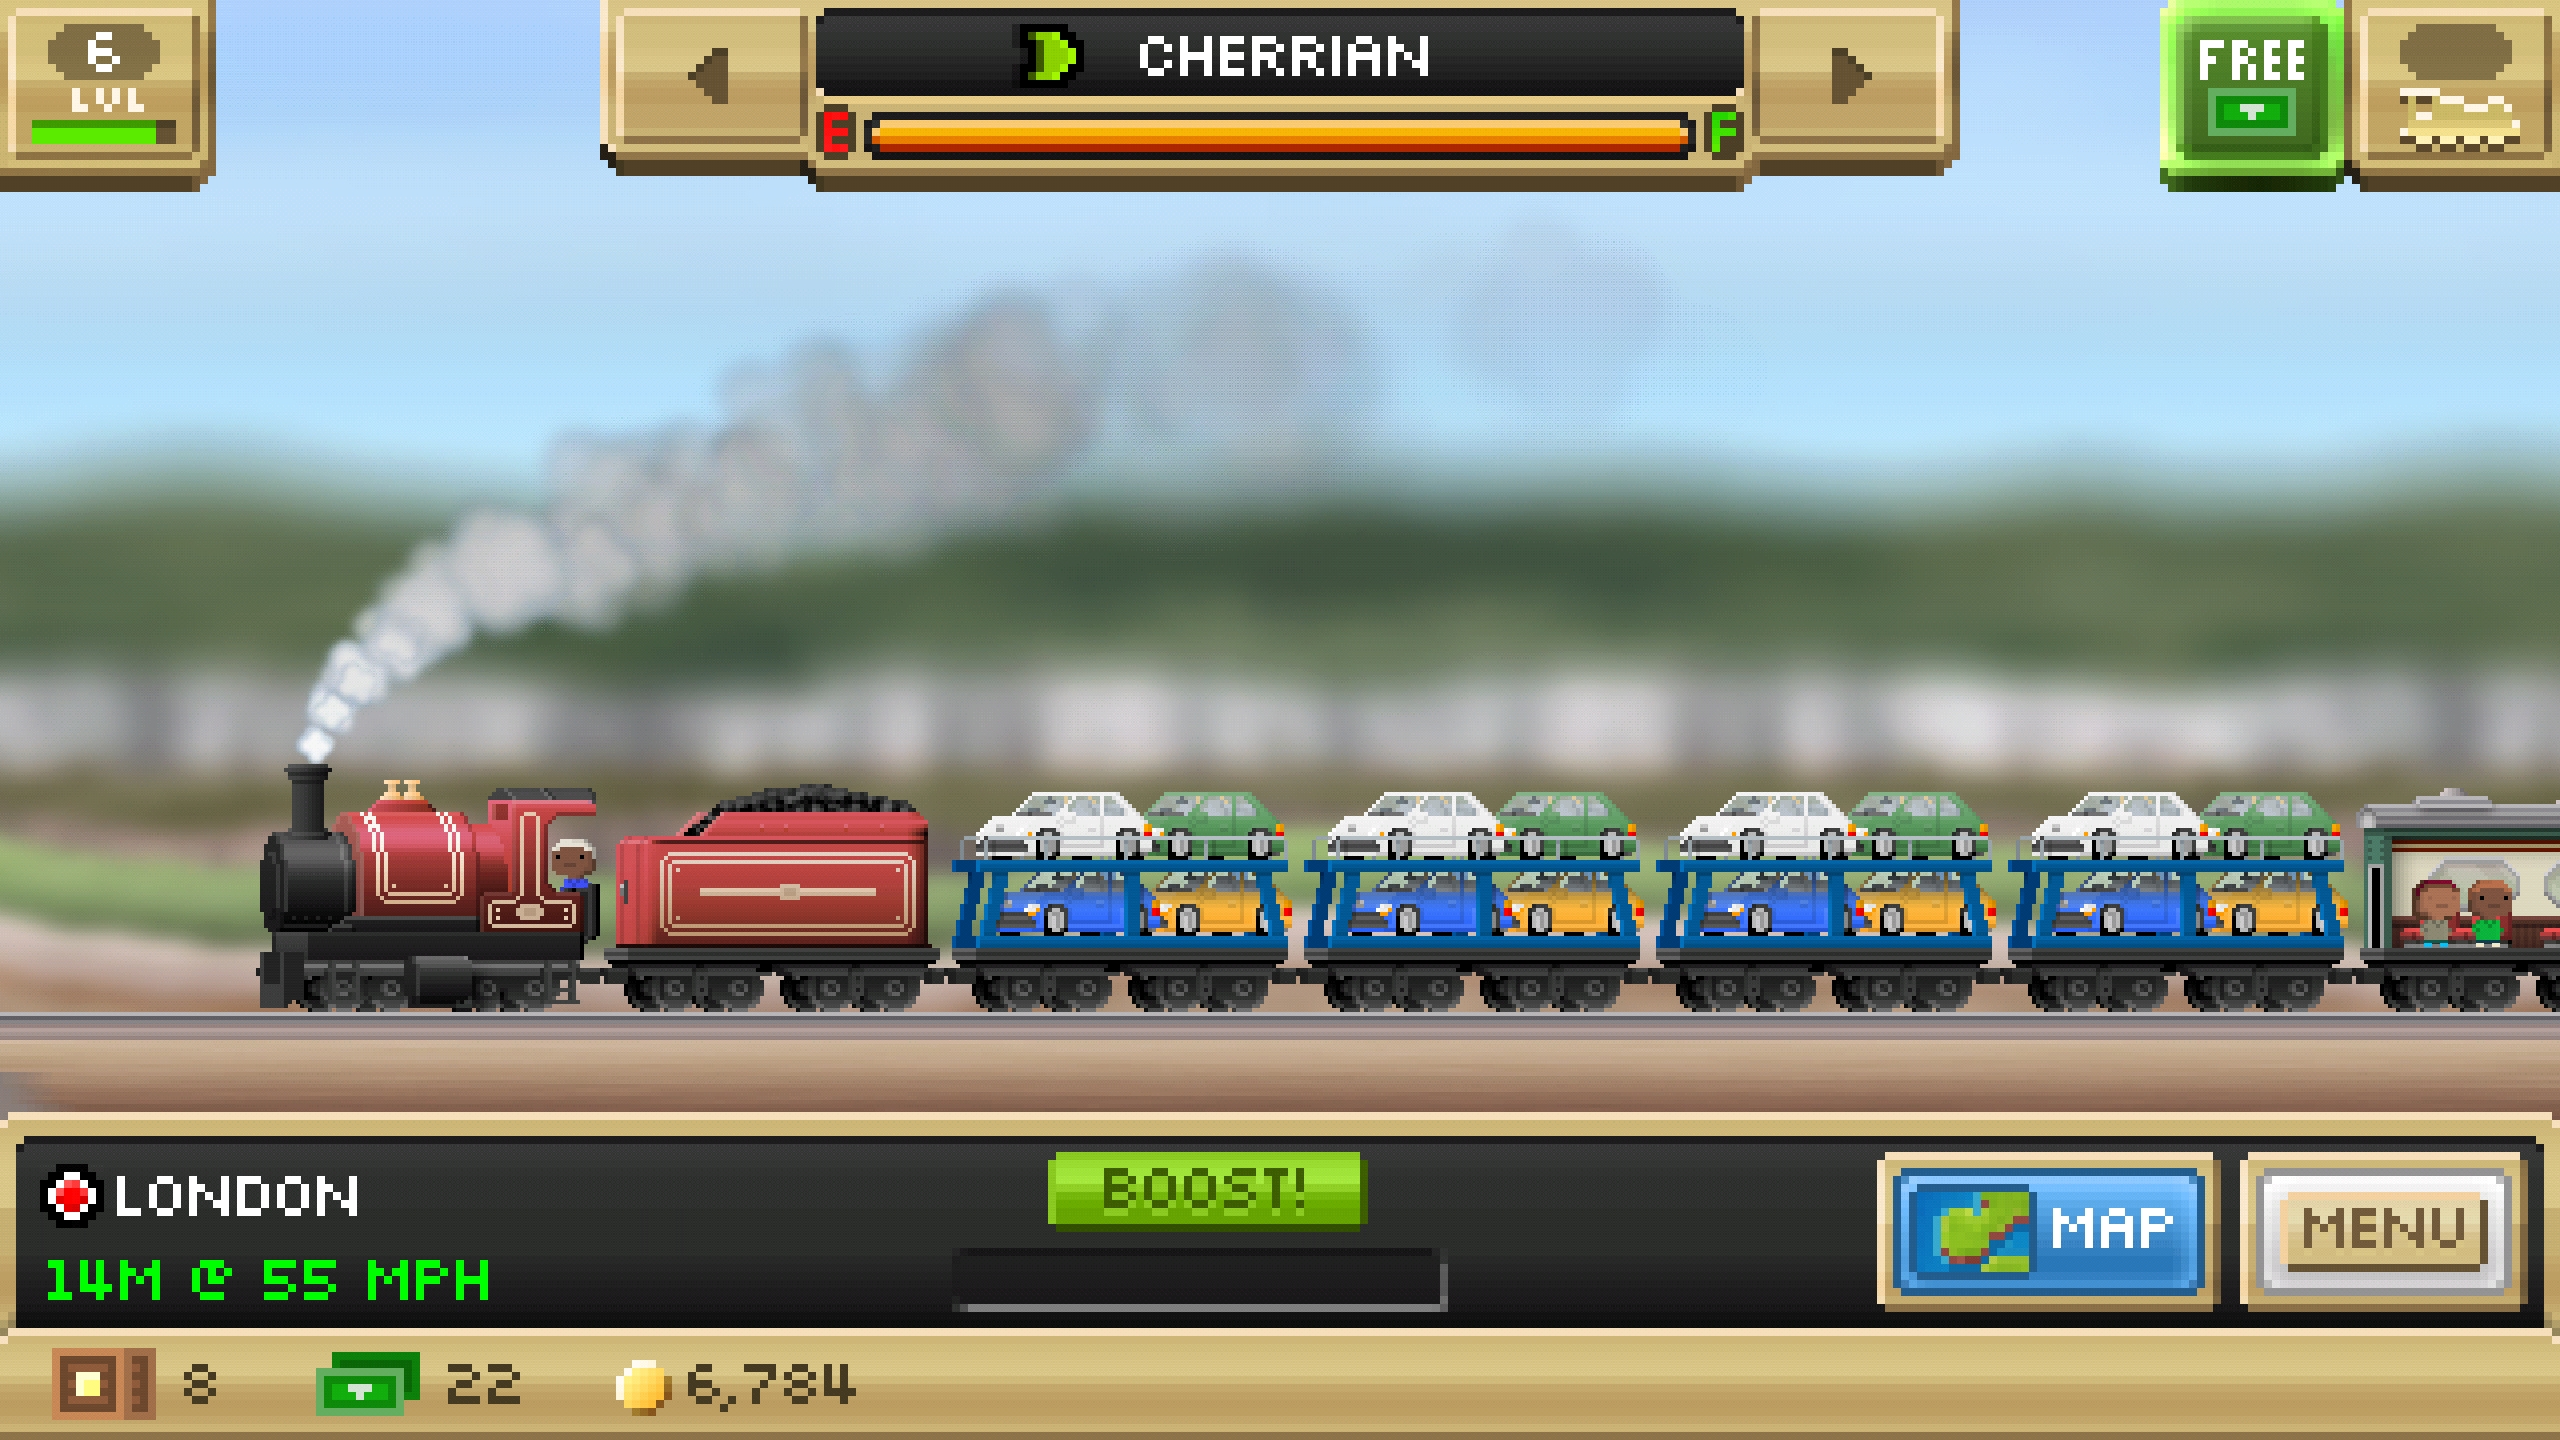 6
LVL
CHERRIAN
E
F
FREE
LONDON
BOOST!
14M @ 55 MPH
MAP
MENU
8
22
6,784